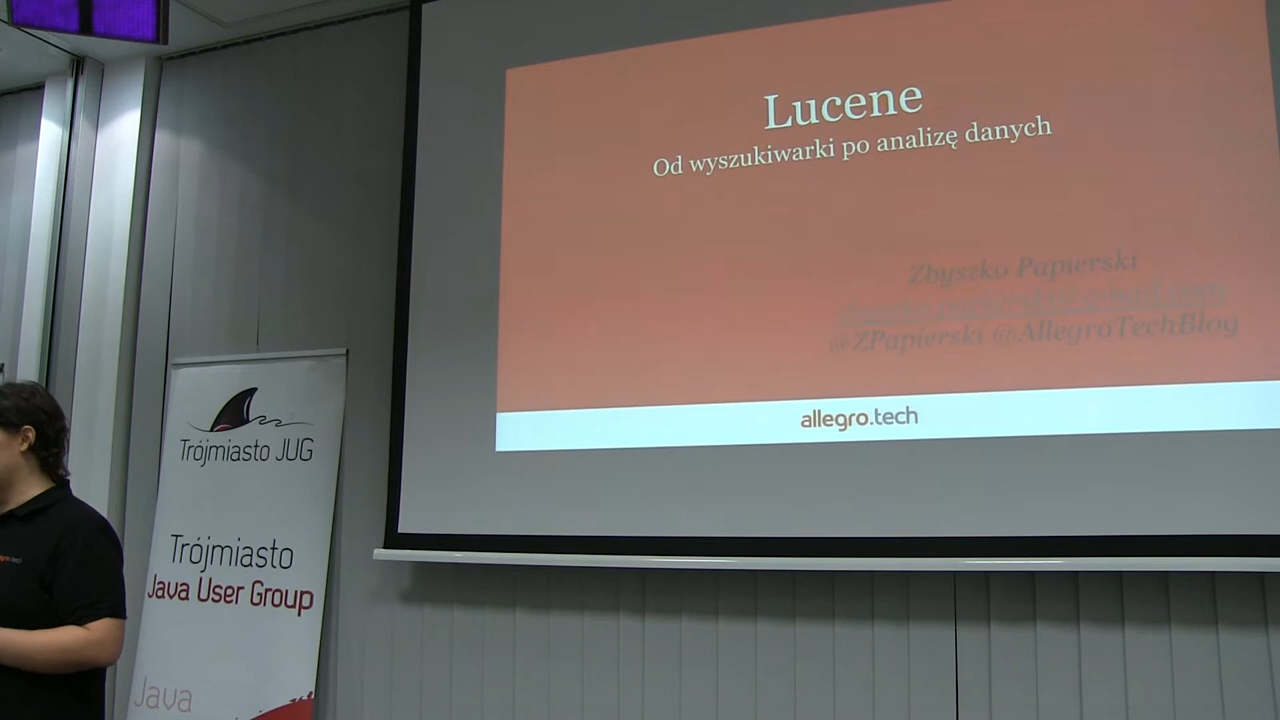 Lucene
Od wyszukiwarki po analizę danych
Zbyszko Papierski
@ZPapierski @AllegroTechBlog
allegro.tech
Trójmiasto JUG
Trójmiasto
Java User Group
Java